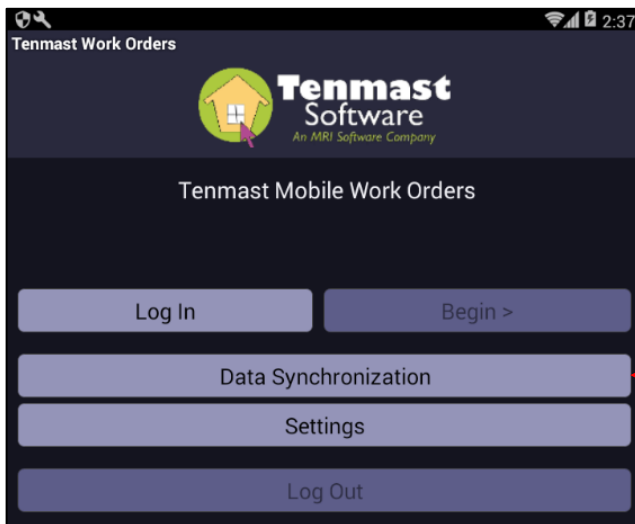 2:37
Tenmast Work Orders
Tenmast
Software
An MRI Software Company
Tenmast Mobile Work Orders
Log In
Begin >
Data Synchronization
Settings
Log Out